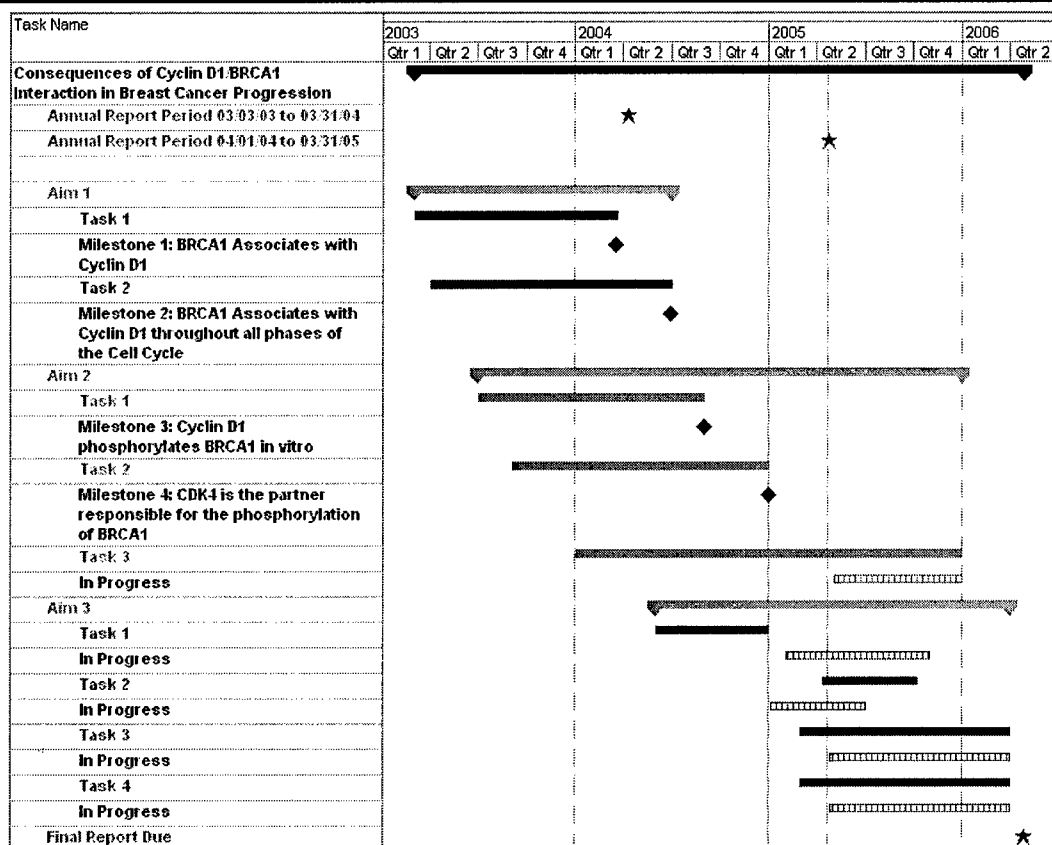 Task Name
2003 2004 2005 2006
Qtr 1 Qtr 2 Qtr 3 Qtr 4 Qtr 1 Qtr 2 Qtr 3 Qtr 4 Qtr 1 Qtr 2 Qtr 3 Qtr 4 Qtr 1 Qtr 2
Consequences of Cyclin D1/BRCA1
Interaction in Breast Cancer Progression
Annual Report Period 03/03/03 to 03/31/04
Annual Report Period 04/01/04 to 03/31/05
Aim 1
Task 1
Milestone 1: BRCA1 Associates with
Cyclin D1
Task 2
Milestone 2: BRCA1 Associates with
Cyclin D1 throughout all phases of
the Cell Cycle
Aim 2
Task 1
Milestone 3: Cyclin D1
phosphorylates BRCA1 in vitro
Task 2
Milestone 4: CDK4 is the partner
responsible for the phosphorylation
of BRCA1
Task 3
In Progress
Aim 3
Task 1
In Progress
Task 2
In Progress
Task 3
In Progress
Task 4
In Progress
Final Report Due